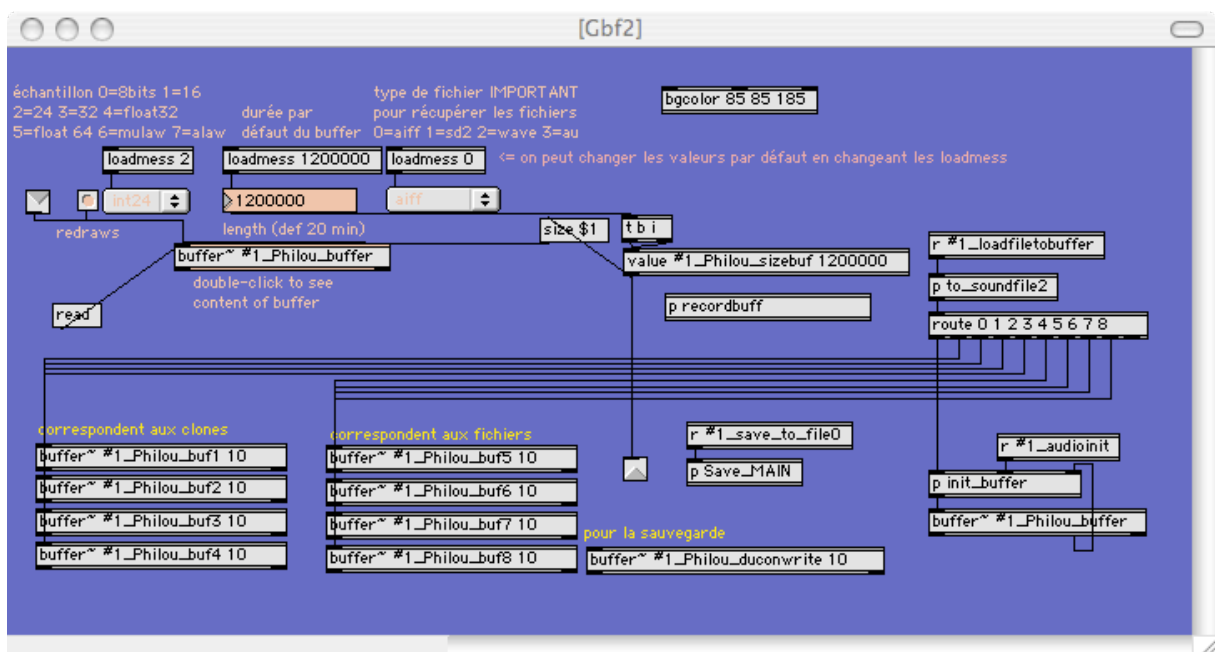 [Gbf2]
échantillon 0=8bits 1=16
2=24 3=32 4=float32
5=float 64 6=mulaw 7=alaw
durée par
défaut du buffer
type de fichier IMPORTANT
pour récupérer les fichiers
0=aiff 1=sd2 2=wave 3=au
bgcolor 85 85 185
loadmess 2
loadmess 1200000
loadmess 0
<= on peut changer les valeurs par défaut en changeant les loadmess
int24
1200000
aiff
redraws
length (def 20 min)
size $1
t b i
buffer~ #1_Philou_buffer
value #1_Philou_sizebuf 1200000
r #1_loadfiletobuffer
double-click to see
content of buffer
p to_soundfile2
read
p recordbuff
route 0 1 2 3 4 5 6 7 8
correspondent aux clones
buffer~ #1_Philou_buf1 10
buffer~ #1_Philou_buf2 10
buffer~ #1_Philou_buf3 10
buffer~ #1_Philou_buf4 10
correspondent aux fichiers
buffer~ #1_Philou_buf5 10
buffer~ #1_Philou_buf6 10
buffer~ #1_Philou_buf7 10
buffer~ #1_Philou_buf8 10
r #1_save_to_file0
p Save_MAIN
pour la sauvegarde
buffer~ #1_Philou_duconwrite 10
r #1_audioinit
p init_buffer
buffer~ #1_Philou_buffer